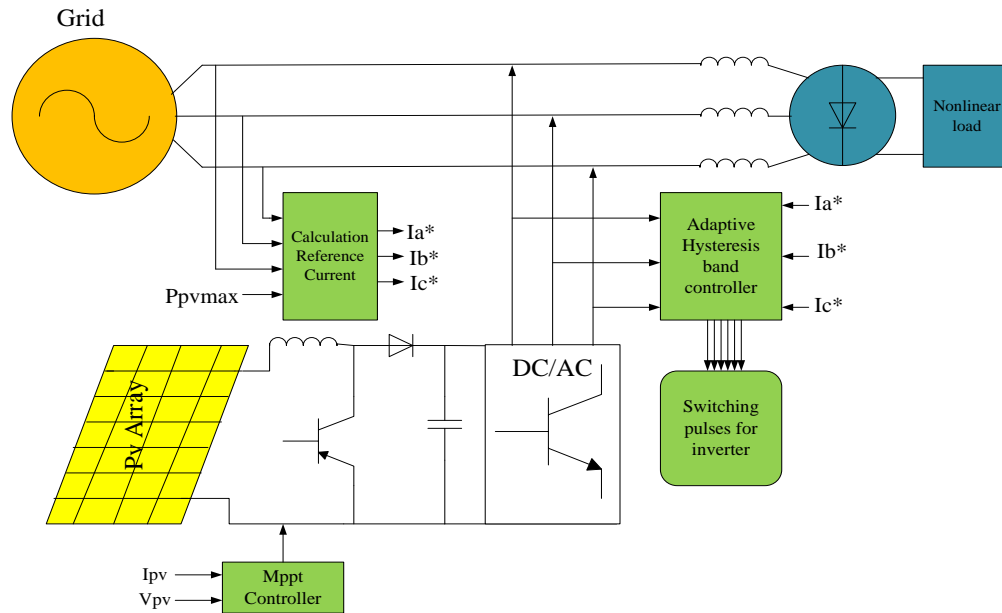 Grid
Nonlinear
load
Calculation
Reference
Current
Ia*
Ib*
Ic*
Ppvmax
Adaptive
Hysteresis
band
controller
Ia*
Ib*
Ic*
Pv Array
DC/AC
Switching
pulses for
inverter
Ipv
Vpv
Mppt
Controller